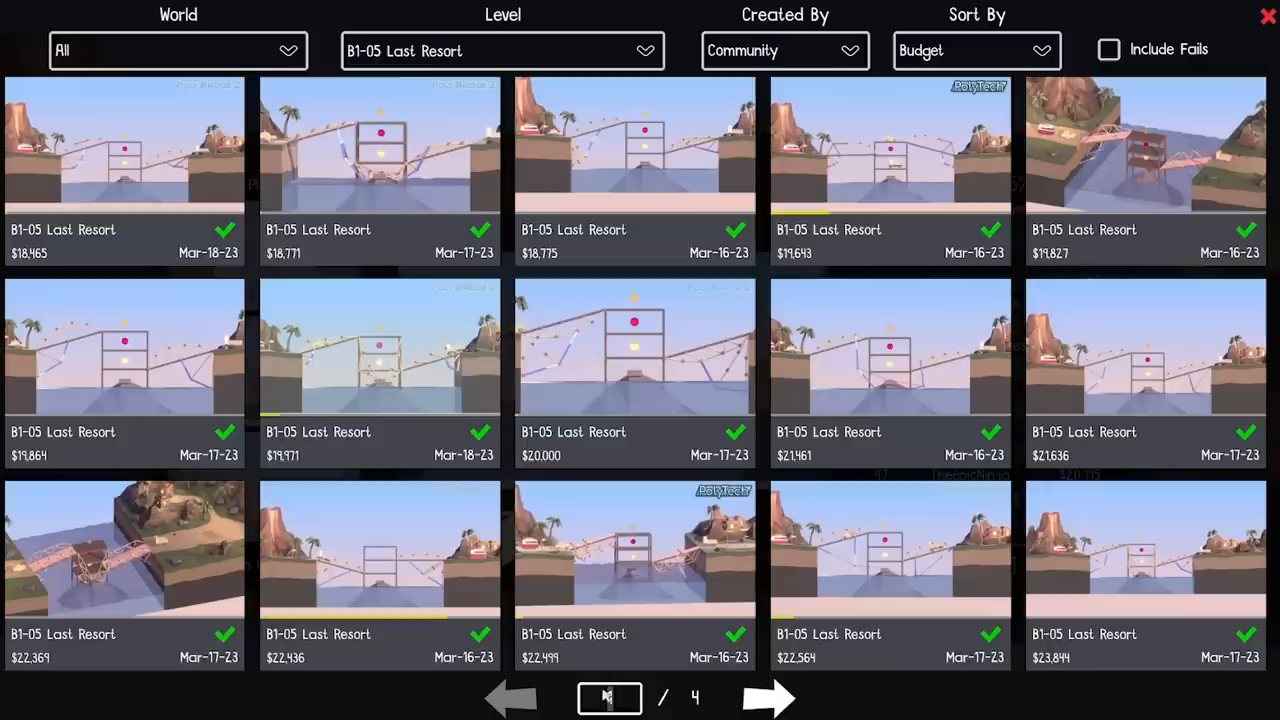 World Level Created By Sort By
All B1-05 Last Resort Community Budget Include Fails
PolyTech
B1-05 Last Resort B1-05 Last Resort B1-05 Last Resort B1-05 Last Resort B1-05 Last Resort
$18,465 Mar-18-23 $18,771 Mar-17-23 $18,775 Mar-16-23 $19,643 Mar-16-23 $19,827 Mar-16-23
B1-05 Last Resort B1-05 Last Resort B1-05 Last Resort B1-05 Last Resort B1-05 Last Resort
$19,864 Mar-17-23 $19,971 Mar-18-23 $20,000 Mar-17-23 $21,461 Mar-16-23 $21,636 Mar-17-23
PolyTech
B1-05 Last Resort B1-05 Last Resort B1-05 Last Resort B1-05 Last Resort B1-05 Last Resort
$22,369 Mar-17-23 $22,436 Mar-16-23 $22,499 Mar-16-23 $22,564 Mar-17-23 $23,844 Mar-17-23
/ 4